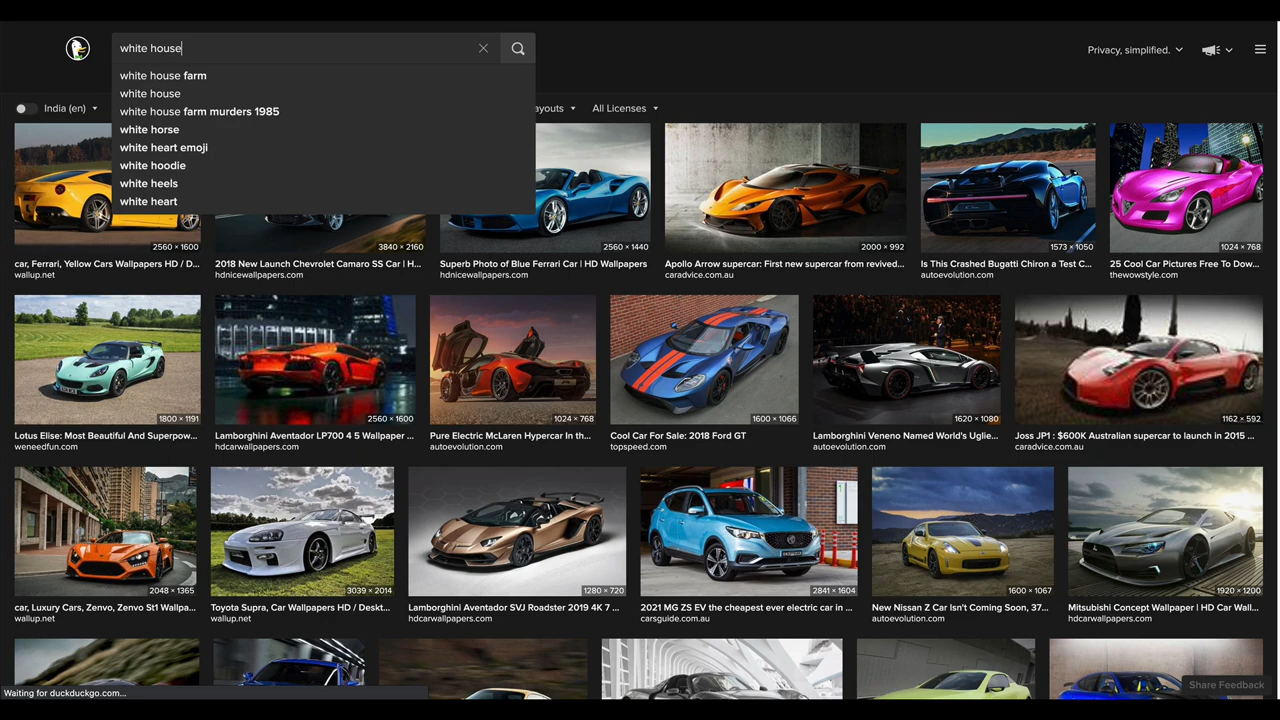 white house
Privacy, simplified.
white house farm
white house
white house farm murders 1985
white horse
white heart emoji
white hoodie
white heels
white heart
India (en)
ayouts
All Licenses
2560 × 1600
3840 × 2160
2560 × 1440
2000 × 992
1573 × 1050
1024 × 768
car, Ferrari, Yellow Cars Wallpapers HD / D...
2018 New Launch Chevrolet Camaro SS Car | H...
Superb Photo of Blue Ferrari Car | HD Wallpapers
Apollo Arrow supercar: First new supercar from revived...
Is This Crashed Bugatti Chiron a Test C...
25 Cool Car Pictures Free To Dow...
wallup.net
hdnicewallpapers.com
hdnicewallpapers.com
caradvice.com.au
autoevolution.com
thewowstyle.com
1800 × 1191
2560 × 1600
1024 × 768
1600 × 1066
1620 × 1080
1162 × 592
Lotus Elise: Most Beautiful And Superpow...
Lamborghini Aventador LP700 4 5 Wallpaper ...
Pure Electric McLaren Hypercar In th...
Cool Car For Sale: 2018 Ford GT
Lamborghini Veneno Named World's Uglie...
Joss JP1 : $600K Australian supercar to launch in 2015 ...
weneedfun.com
hdcarwallpapers.com
autoevolution.com
topspeed.com
autoevolution.com
caradvice.com.au
2048 × 1365
3039 × 2014
1280 × 720
2841 × 1604
1600 × 1067
1920 × 1200
car, Luxury Cars, Zenvo, Zenvo St1 Wallpa...
Toyota Supra, Car Wallpapers HD / Deskt...
Lamborghini Aventador SVJ Roadster 2019 4K 7 ...
2021 MG ZS EV the cheapest ever electric car in ...
New Nissan Z Car Isn't Coming Soon, 37...
Mitsubishi Concept Wallpaper | HD Car Wall...
wallup.net
wallup.net
hdcarwallpapers.com
carsguide.com.au
autoevolution.com
hdcarwallpapers.com
Share Feedback
Waiting for duckduckgo.com...